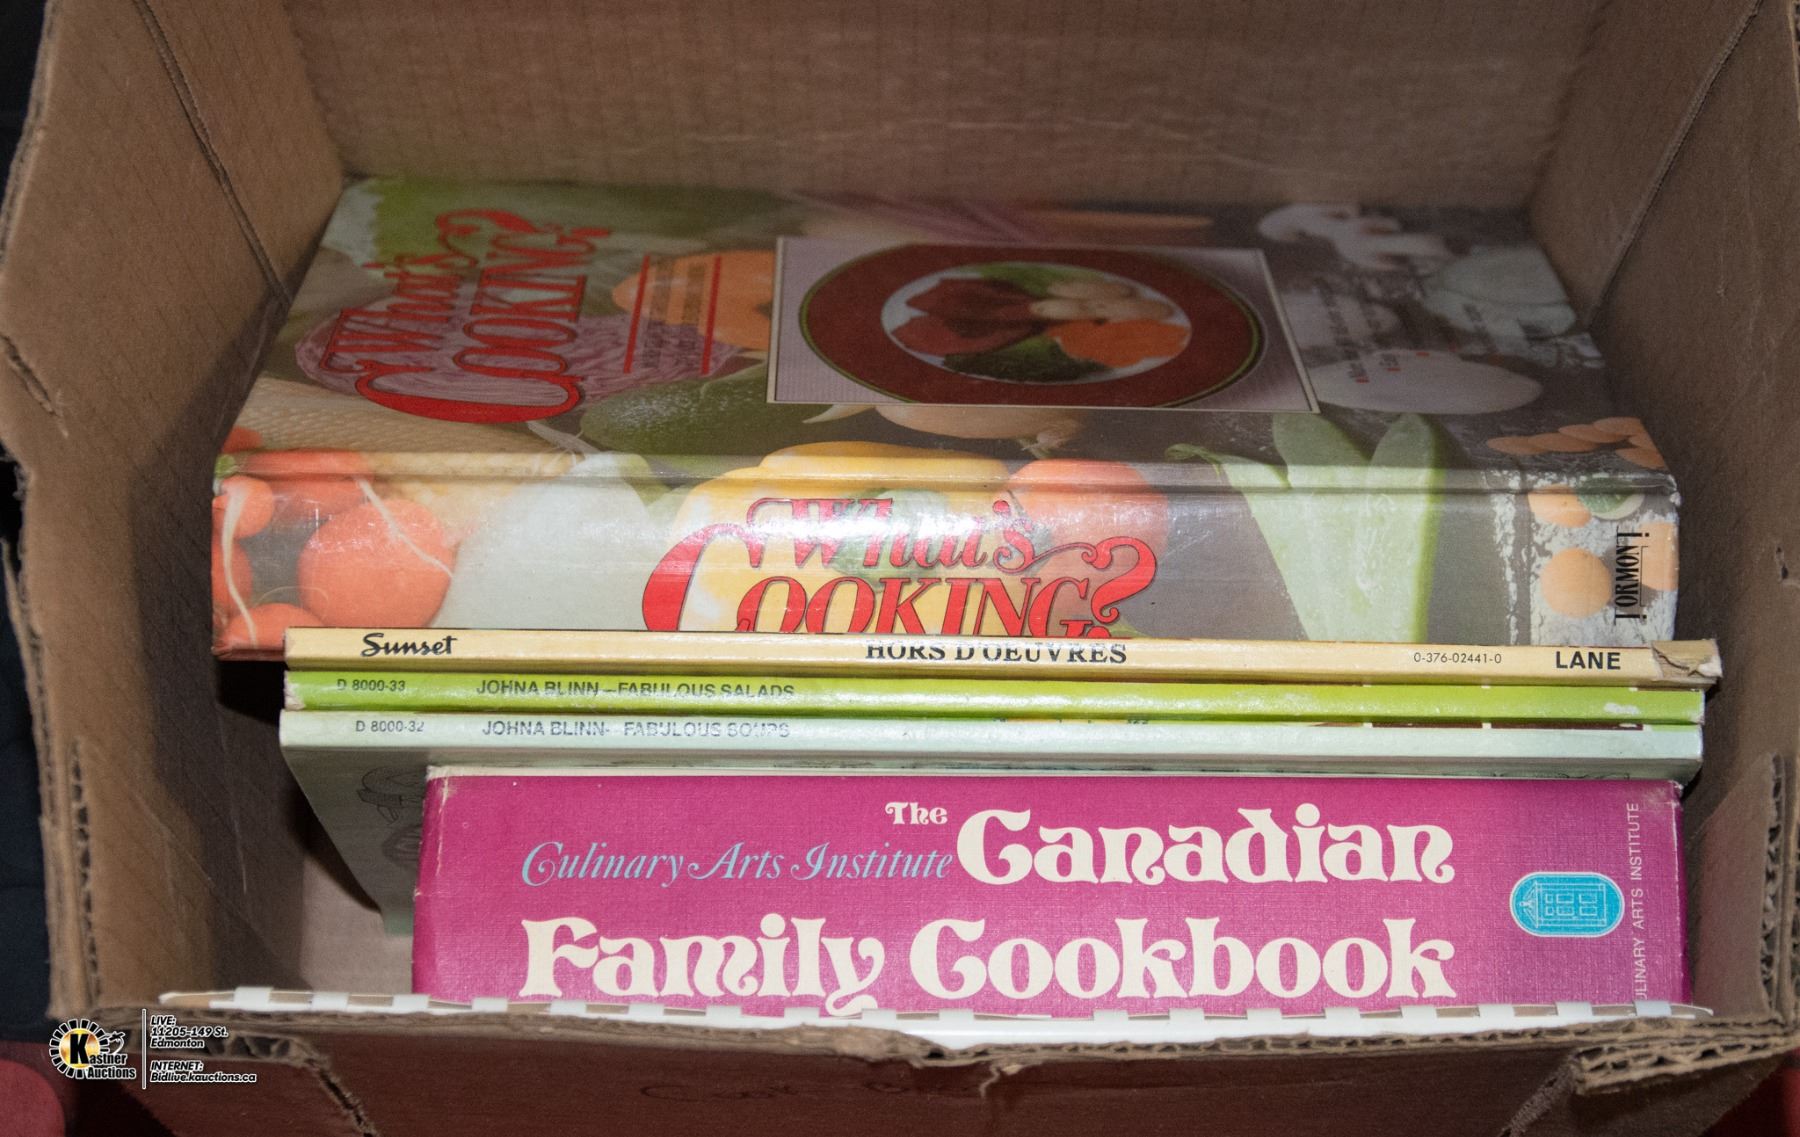 What's
COOKING?
What's
COOKING?
TORMONT
Sunset HORS D'OEUVRES 0-376-02441-0 LANE
D 8000-33 JOHNA BLINN - FABULOUS SALADS
D 8000-32 JOHNA BLINN - FABULOUS SOUPS
The
Culinary Arts Institute Canadian
Family Cookbook
CULINARY ARTS INSTITUTE
Kastner
Auctions
LIVE:
11205-149 St.
Edmonton
INTERNET:
Bidlive.kauctions.ca